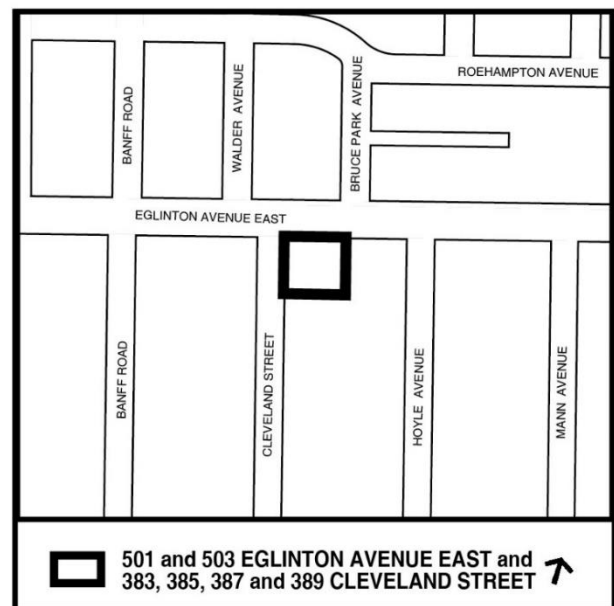 ROEHAMPTON AVENUE
BANFF ROAD
WALDER AVENUE
BRUCE PARK AVENUE
EGLINTON AVENUE EAST
BANFF ROAD
CLEVELAND STREET
HOYLE AVENUE
MANN AVENUE
501 and 503 EGLINTON AVENUE EAST and
383, 385, 387 and 389 CLEVELAND STREET